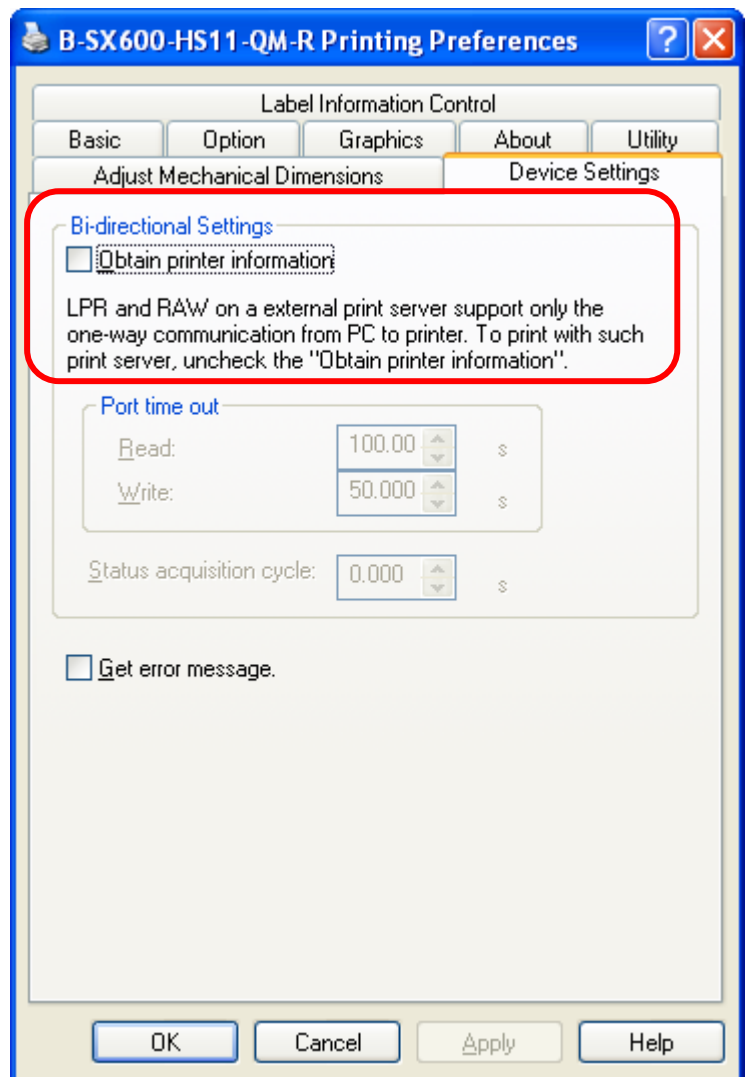 B-SX600-HS11-QM-R Printing Preferences
Label Information Control
Basic Option Graphics About Utility
Adjust Mechanical Dimensions Device Settings
Bi-directional Settings
Obtain printer information
LPR and RAW on a external print server support only the
one-way communication from PC to printer. To print with such
print server, uncheck the "Obtain printer information".
Port time out
Read: 100.00 s
Write: 50.000 s
Status acquisition cycle: 0.000 s
Get error message.
OK Cancel Apply Help